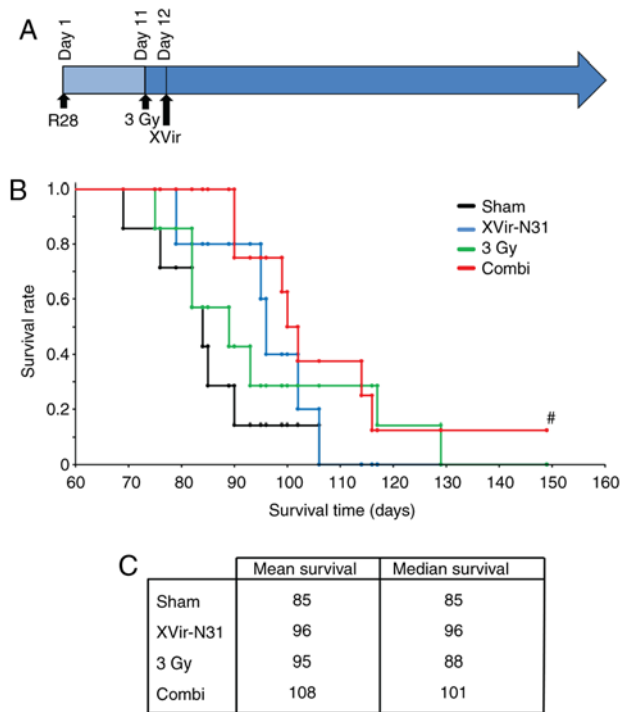 A
Day 1
Day 11
Day 12
R28
3 Gy
XVir
B
1.0
0.8
0.6
0.4
0.2
0
Survival rate
Sham
XVir-N31
3 Gy
Combi
#
60 70 80 90 100 110 120 130 140 150 160
Survival time (days)
C
Mean survival Median survival
Sham 85 85
XVir-N31 96 96
3 Gy 95 88
Combi 108 101